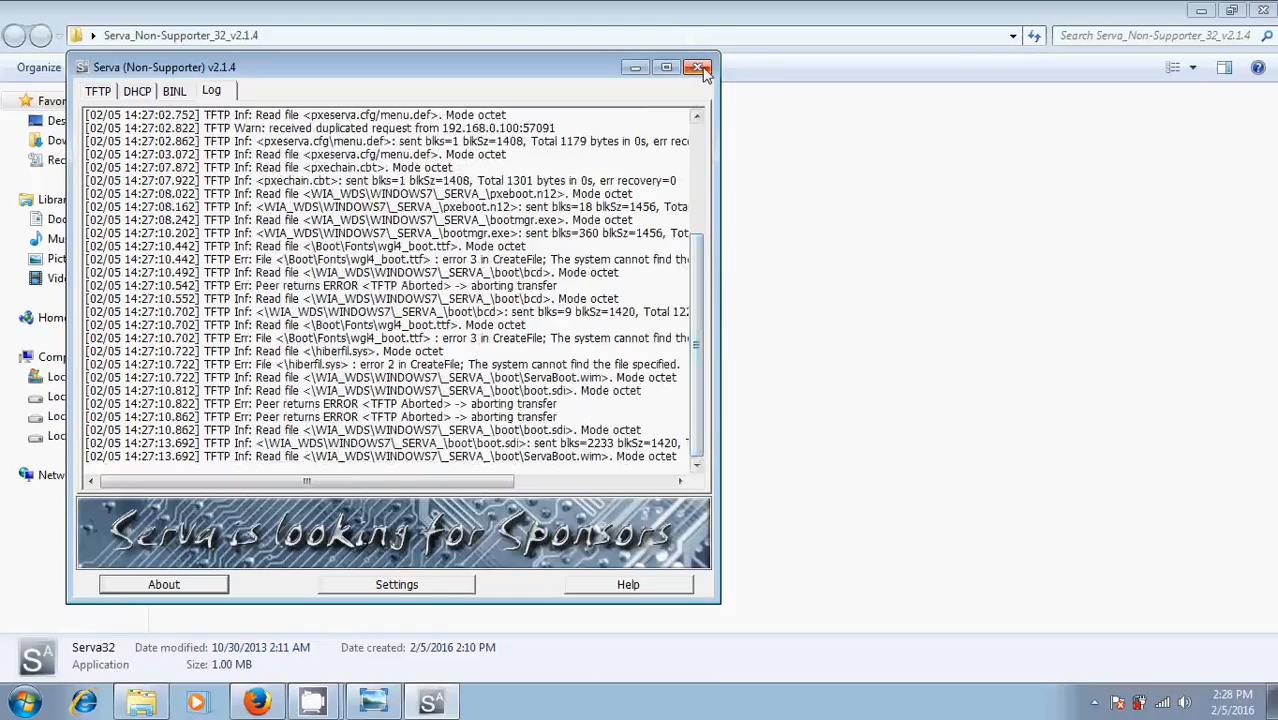 Serva_Non-Supporter_32_v2.1.4
Search Serva_Non-Supporter_32_v2.1.4
Organize
Serva (Non-Supporter) v2.1.4
TFTP DHCP BINL Log
Favor
Des
Dov
Rec
Librar
Doc
Mu
Pict
Vide
Home
Comp
Loc
Loc
Loc
Loc
Netw
[02/05 14:27:02.752] TFTP Inf: Read file <pxeserva.cfg/menu.def>. Mode octet
[02/05 14:27:02.822] TFTP Warn: received duplicated request from 192.168.0.100:57091
[02/05 14:27:02.862] TFTP Inf: <pxeserva.cfg\menu.def>: sent blks=1 blkSz=1408, Total 1179 bytes in 0s, err reco
[02/05 14:27:03.072] TFTP Inf: Read file <pxeserva.cfg/menu.def>. Mode octet
[02/05 14:27:07.872] TFTP Inf: Read file <pxechain.cbt>. Mode octet
[02/05 14:27:07.922] TFTP Inf: <pxechain.cbt>: sent blks=1 blkSz=1408, Total 1301 bytes in 0s, err recovery=0
[02/05 14:27:08.022] TFTP Inf: Read file <WIA_WDS\WINDOWS7\_SERVA_\pxeboot.n12>. Mode octet
[02/05 14:27:08.162] TFTP Inf: <WIA_WDS\WINDOWS7\_SERVA_\pxeboot.n12>: sent blks=18 blkSz=1456, Tota
[02/05 14:27:08.242] TFTP Inf: Read file <WIA_WDS\WINDOWS7\_SERVA_\bootmgr.exe>. Mode octet
[02/05 14:27:10.202] TFTP Inf: <WIA_WDS\WINDOWS7\_SERVA_\bootmgr.exe>: sent blks=360 blkSz=1456, Tot
[02/05 14:27:10.442] TFTP Inf: Read file <\Boot\Fonts\wgl4_boot.ttf>. Mode octet
[02/05 14:27:10.442] TFTP Err: File <\Boot\Fonts\wgl4_boot.ttf> : error 3 in CreateFile; The system cannot find the
[02/05 14:27:10.492] TFTP Inf: Read file <\WIA_WDS\WINDOWS7\_SERVA_\boot\bcd>. Mode octet
[02/05 14:27:10.542] TFTP Err: Peer returns ERROR <TFTP Aborted> -> aborting transfer
[02/05 14:27:10.552] TFTP Inf: Read file <\WIA_WDS\WINDOWS7\_SERVA_\boot\bcd>. Mode octet
[02/05 14:27:10.702] TFTP Inf: <\WIA_WDS\WINDOWS7\_SERVA_\boot\bcd>: sent blks=9 blkSz=1420, Total 122
[02/05 14:27:10.702] TFTP Inf: Read file <\Boot\Fonts\wgl4_boot.ttf>. Mode octet
[02/05 14:27:10.702] TFTP Err: File <\Boot\Fonts\wgl4_boot.ttf> : error 3 in CreateFile; The system cannot find the
[02/05 14:27:10.722] TFTP Inf: Read file <\hiberfil.sys>. Mode octet
[02/05 14:27:10.722] TFTP Err: File <\hiberfil.sys> : error 2 in CreateFile; The system cannot find the file specified.
[02/05 14:27:10.722] TFTP Inf: Read file <\WIA_WDS\WINDOWS7\_SERVA_\boot\ServaBoot.wim>. Mode octet
[02/05 14:27:10.812] TFTP Inf: Read file <\WIA_WDS\WINDOWS7\_SERVA_\boot\boot.sdi>. Mode octet
[02/05 14:27:10.862] TFTP Err: Peer returns ERROR <TFTP Aborted> -> aborting transfer
[02/05 14:27:10.862] TFTP Err: Peer returns ERROR <TFTP Aborted> -> aborting transfer
[02/05 14:27:10.862] TFTP Inf: Read file <\WIA_WDS\WINDOWS7\_SERVA_\boot\boot.sdi>. Mode octet
[02/05 14:27:13.692] TFTP Inf: <\WIA_WDS\WINDOWS7\_SERVA_\boot\boot.sdi>: sent blks=2233 blkSz=1420, T
[02/05 14:27:13.692] TFTP Inf: Read file <\WIA_WDS\WINDOWS7\_SERVA_\boot\ServaBoot.wim>. Mode octet
Serva is looking for Sponsors
About Settings Help
Serva32 Date modified: 10/30/2013 2:11 AM Date created: 2/5/2016 2:10 PM
Application Size: 1.00 MB
2:28 PM
2/5/2016